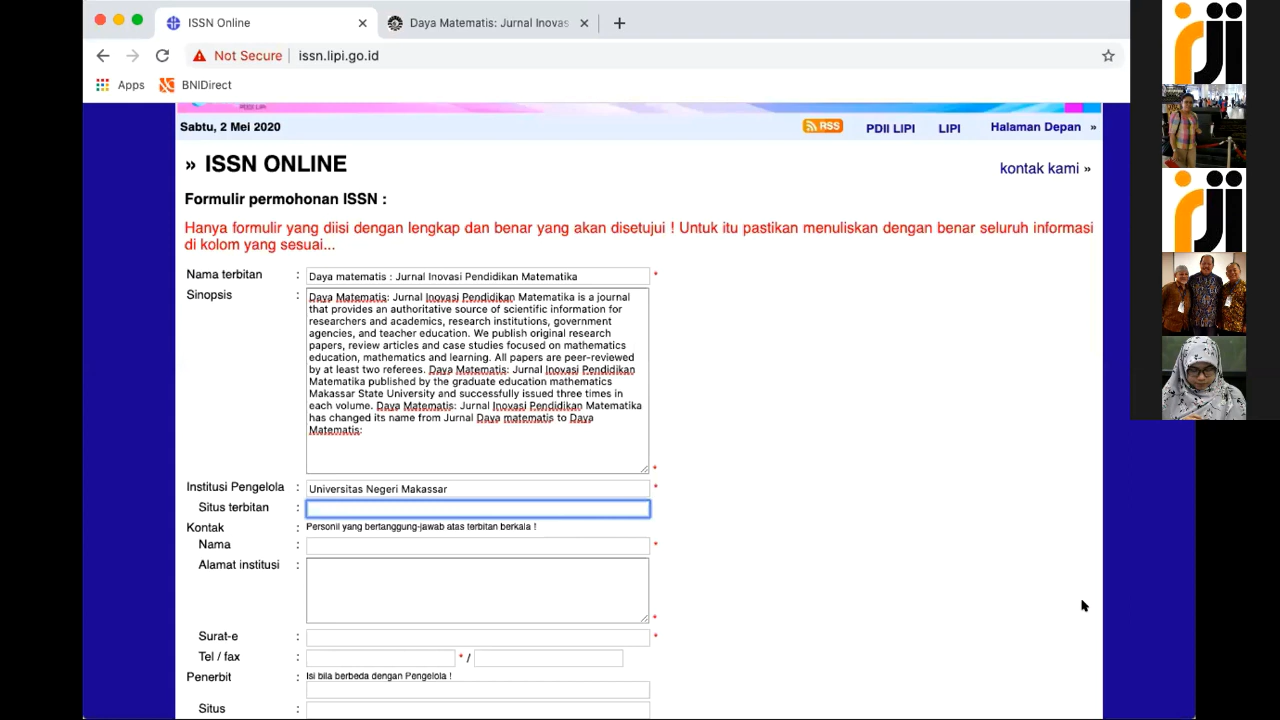 ISSN Online
Daya Matematis: Jurnal Inovas
Not Secure
issn.lipi.go.id
Apps
BNIDirect
Sabtu, 2 Mei 2020
RSS
PDII LIPI
LIPI
Halaman Depan »
» ISSN ONLINE
kontak kami »
Formulir permohonan ISSN :
Hanya formulir yang diisi dengan lengkap dan benar yang akan disetujui ! Untuk itu pastikan menuliskan dengan benar seluruh informasi
di kolom yang sesuai...
Nama terbitan : Daya matematis : Jurnal Inovasi Pendidikan Matematika *
Sinopsis :
Daya Matematis: Jurnal Inovasi Pendidikan Matematika is a journal
that provides an authoritative source of scientific information for
researchers and academics, research institutions, government
agencies, and teacher education. We publish original research
papers, review articles and case studies focused on mathematics
education, mathematics and learning. All papers are peer-reviewed
by at least two referees. Daya Matematis: Jurnal Inovasi Pendidikan
Matematika published by the graduate education mathematics
Makassar State University and successfully issued three times in
each volume. Daya Matematis: Jurnal Inovasi Pendidikan Matematika
has changed its name from Jurnal Daya matematis to Daya
Matematis:
*
Institusi Pengelola : Universitas Negeri Makassar *
Situs terbitan :
Kontak : Personil yang bertanggung-jawab atas terbitan berkala !
Nama : *
Alamat institusi :
*
Surat-e : *
Tel / fax : * /
Penerbit : Isi bila berbeda dengan Pengelola !
Situs :
rji
rji